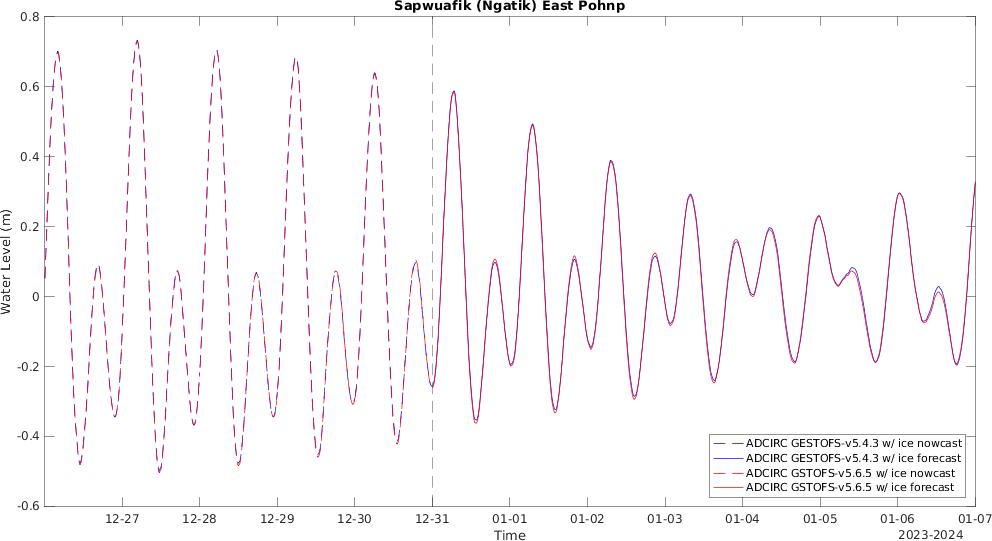 Sapwuafik (Ngatik) East Pohnp
Water Level (m)
0.8
0.6
0.4
0.2
0
-0.2
-0.4
-0.6
12-27 12-28 12-29 12-30 12-31 01-01 01-02 01-03 01-04 01-05 01-06 01-07
Time
2023-2024
ADCIRC GESTOFS-v5.4.3 w/ ice nowcast
ADCIRC GESTOFS-v5.4.3 w/ ice forecast
ADCIRC GSTOFS-v5.6.5 w/ ice nowcast
ADCIRC GSTOFS-v5.6.5 w/ ice forecast